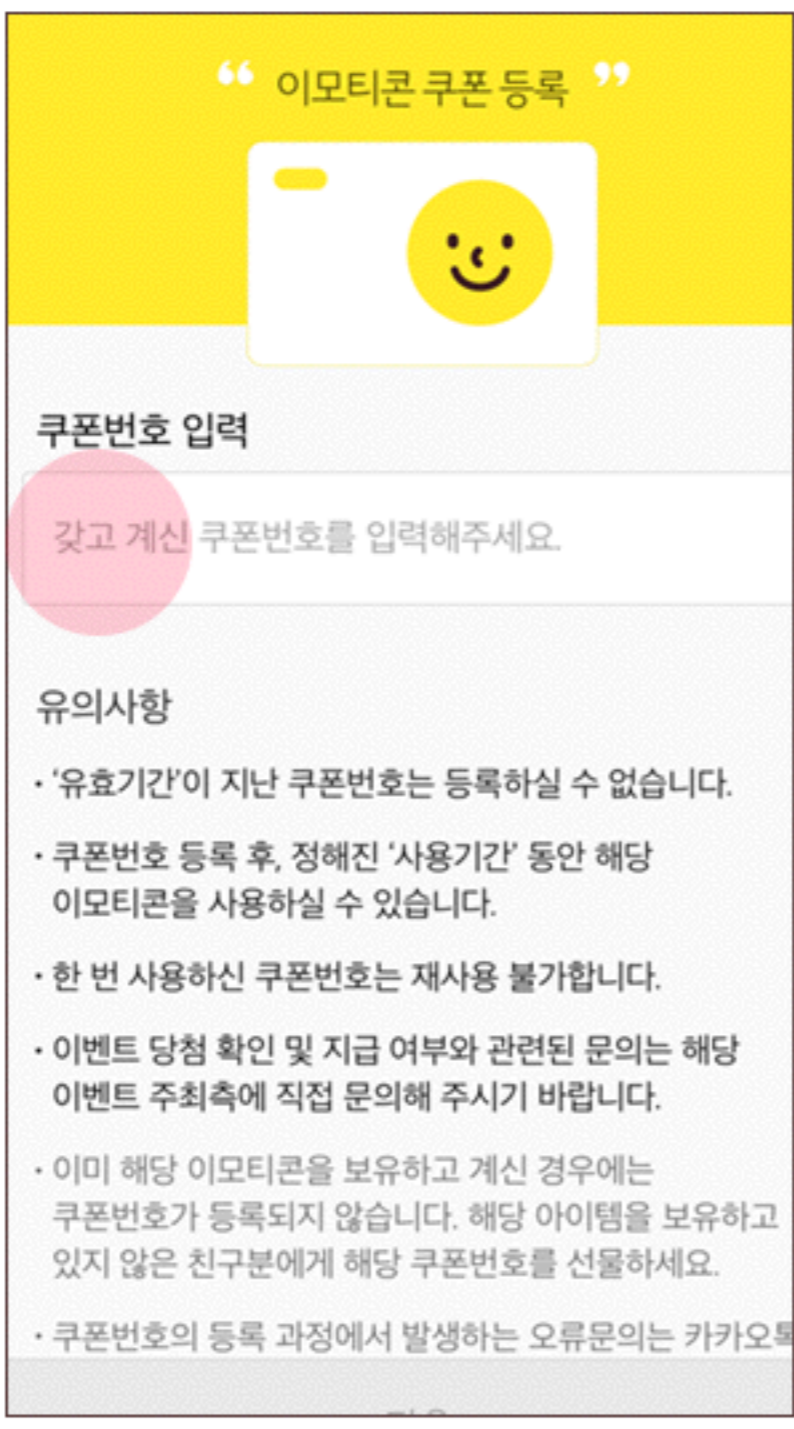 “ 이모티콘 쿠폰 등록 ”
쿠폰번호 입력
갖고 계신 쿠폰번호를 입력해주세요.
유의사항
· ‘유효기간’이 지난 쿠폰번호는 등록하실 수 없습니다.
· 쿠폰번호 등록 후, 정해진 ‘사용기간’ 동안 해당
이모티콘을 사용하실 수 있습니다.
· 한 번 사용하신 쿠폰번호는 재사용 불가합니다.
· 이벤트 당첨 확인 및 지급 여부와 관련된 문의는 해당
이벤트 주최측에 직접 문의해 주시기 바랍니다.
· 이미 해당 이모티콘을 보유하고 계신 경우에는
쿠폰번호가 등록되지 않습니다. 해당 아이템을 보유하고
있지 않은 친구분에게 해당 쿠폰번호를 선물하세요.
· 쿠폰번호의 등록 과정에서 발생하는 오류문의는 카카오톡